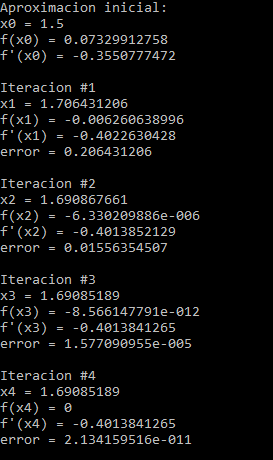 Aproximacion inicial:
x0 = 1.5
f(x0) = 0.07329912758
f'(x0) = -0.3550777472
Iteracion #1
x1 = 1.706431206
f(x1) = -0.006260638996
f'(x1) = -0.4022630428
error = 0.206431206
Iteracion #2
x2 = 1.690867661
f(x2) = -6.330209886e-006
f'(x2) = -0.4013852129
error = 0.01556354507
Iteracion #3
x3 = 1.69085189
f(x3) = -8.566147791e-012
f'(x3) = -0.4013841265
error = 1.577090955e-005
Iteracion #4
x4 = 1.69085189
f(x4) = 0
f'(x4) = -0.4013841265
error = 2.134159516e-011